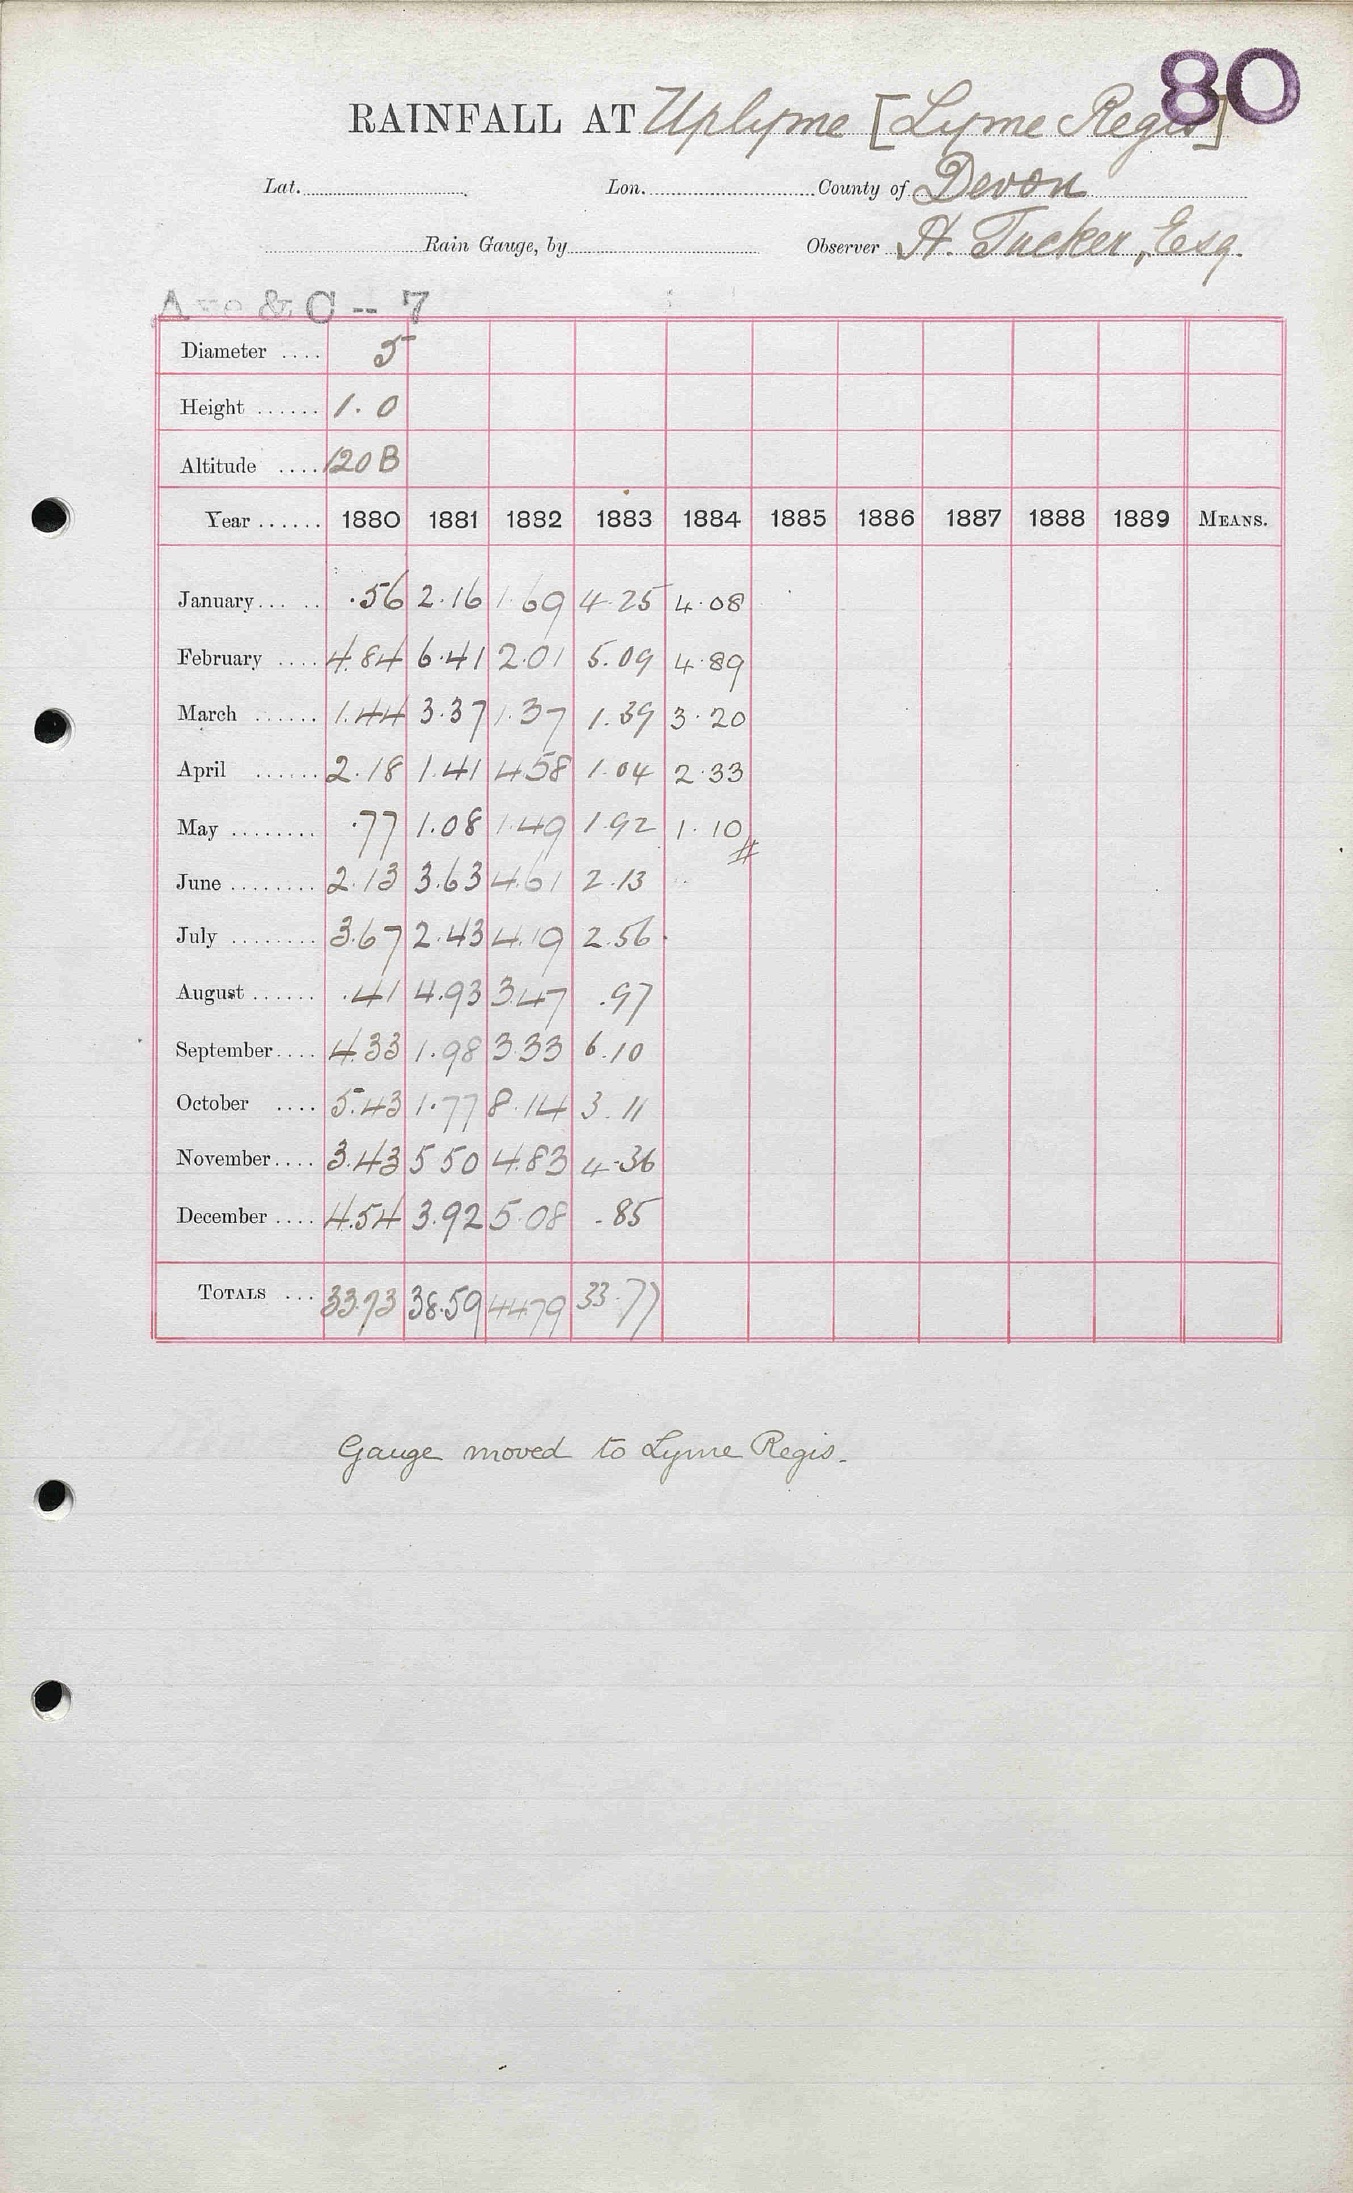 80
RAINFALL AT Uplyme [Lyme Regis]
Lat. Lon. County of Devon
Rain Gauge, by Observer H. Tucker, Esq.
& C -- 7
Diameter .... 5
Height ...... 1.0
Altitude .... 120 B
Year ...... 1880 1881 1882 1883 1884 1885 1886 1887 1888 1889 MEANS.
January... .. .56 2.16 1.69 4.25 4.08
February .... 4.84 6.41 2.01 5.09 4.89
March ...... 1.44 3.37 1.37 1.39 3.20
April ...... 2.18 1.41 4.58 1.04 2.33
May ........ .77 1.08 1.49 1.92 1.10 #
June ........ 2.13 3.63 4.61 2.13
July ........ 3.67 2.43 4.19 2.56
August ...... .41 4.93 3.47 .97
September.... 4.33 1.98 3.33 6.10
October .... 5.43 1.77 8.14 3.11
November.... 3.43 5.50 4.83 4.36
December .... 4.54 3.92 5.08 .85
TOTALS ... 33.73 38.59 44.79 33.77
Gauge moved to Lyme Regis.